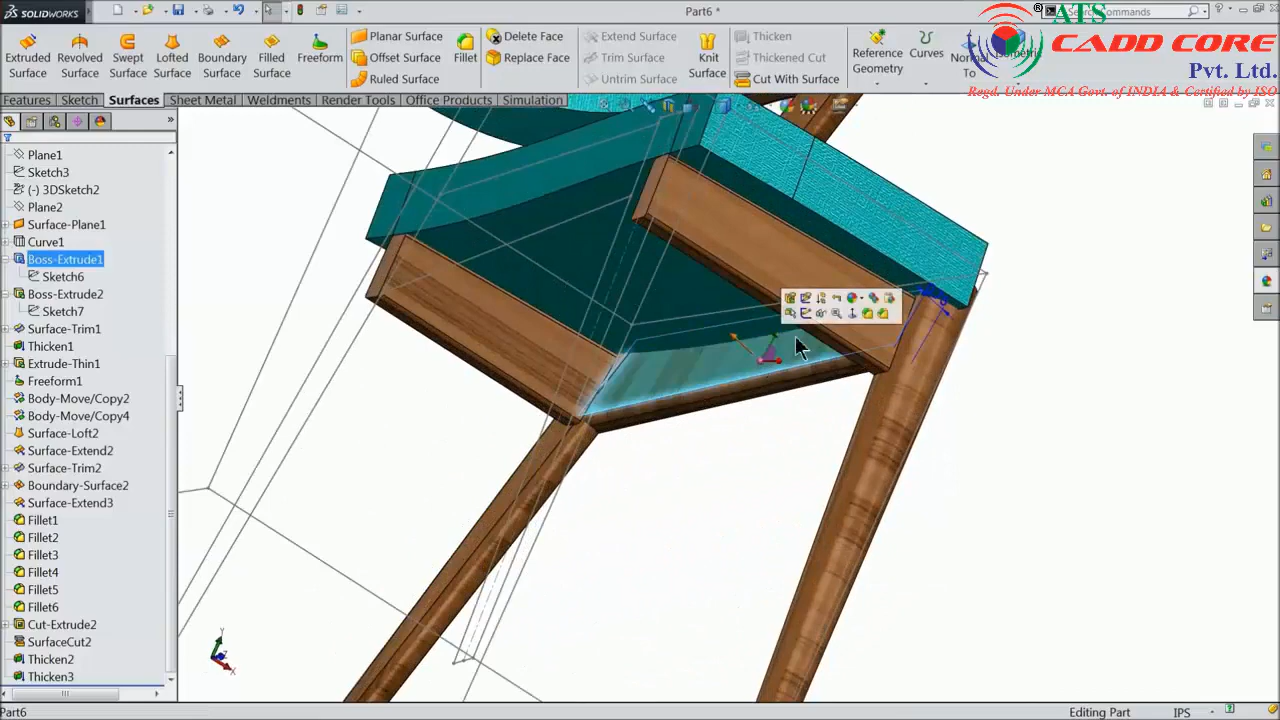 SOLIDWORKS
Part6 *
Commands
ATS
CADD CORE
Pvt. Ltd.
Regd. Under MCA Govt. of INDIA & Certified by ISO
Extruded Surface
Revolved Surface
Swept Surface
Lofted Surface
Boundary Surface
Filled Surface
Freeform
Planar Surface
Offset Surface
Ruled Surface
Fillet
Delete Face
Replace Face
Extend Surface
Trim Surface
Untrim Surface
Knit Surface
Thicken
Thickened Cut
Cut With Surface
Reference Geometry
Curves
Features
Sketch
Surfaces
Sheet Metal
Weldments
Render Tools
Office Products
Simulation
Plane1
Sketch3
(-) 3DSketch2
Plane2
Surface-Plane1
Curve1
Boss-Extrude1
Sketch6
Boss-Extrude2
Sketch7
Surface-Trim1
Thicken1
Extrude-Thin1
Freeform1
Body-Move/Copy2
Body-Move/Copy4
Surface-Loft2
Surface-Extend2
Surface-Trim2
Boundary-Surface2
Surface-Extend3
Fillet1
Fillet2
Fillet3
Fillet4
Fillet5
Fillet6
Cut-Extrude2
SurfaceCut2
Thicken2
Thicken3
Y
X
Part6
Editing Part
IPS